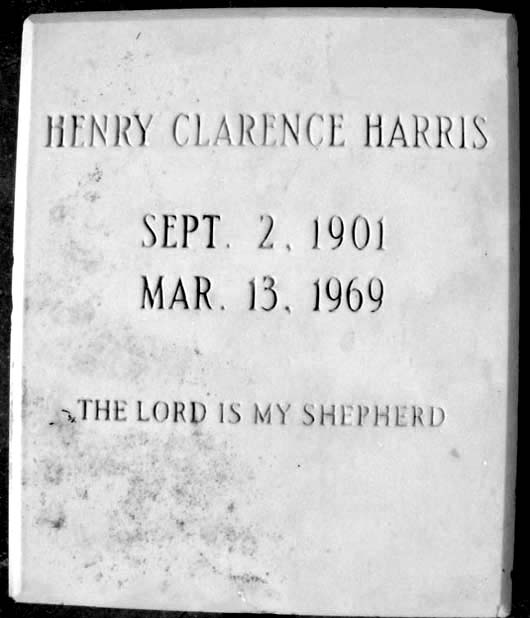 HENRY CLARENCE HARRIS
SEPT. 2, 1901
MAR. 13, 1969
THE LORD IS MY SHEPHERD